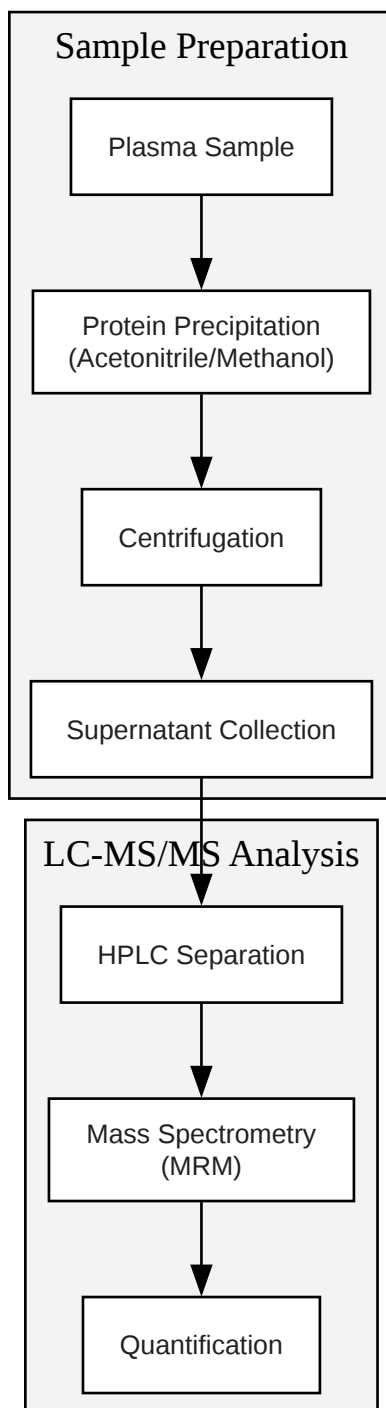 Sample Preparation
Plasma Sample
Protein Precipitation
(Acetonitrile/Methanol)
Centrifugation
Supernatant Collection
LC-MS/MS Analysis
HPLC Separation
Mass Spectrometry
(MRM)
Quantification